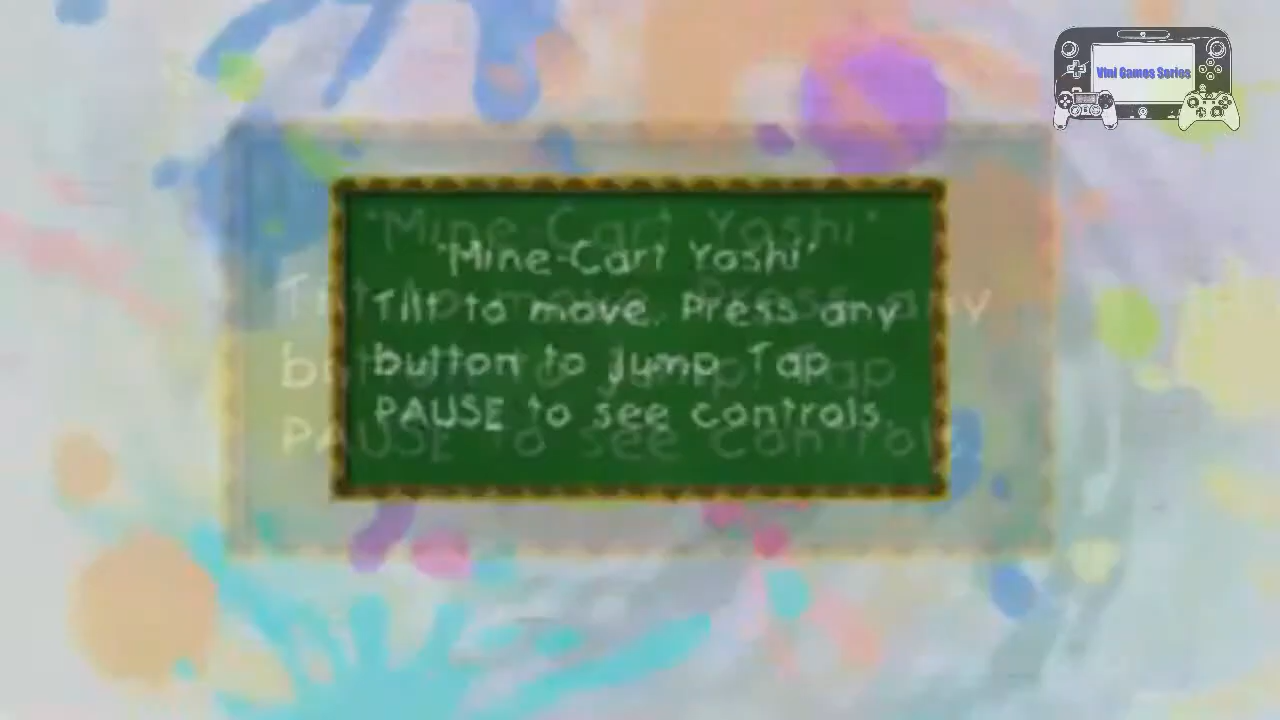 Vini Games Series
"Mine-Cart Yoshi"
Tilt to move. Press any
button to jump. Tap
PAUSE to see controls.